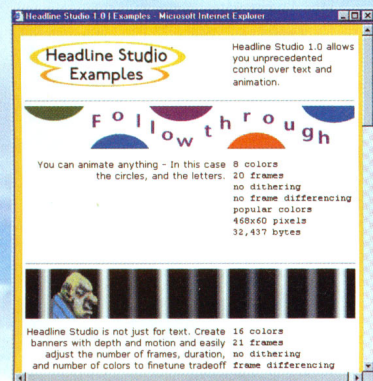 Headline Studio 1.0 | Examples - Microsoft Internet Explorer
Headline Studio
Examples
Headline Studio 1.0 allows
you unprecedented
control over text and
animation.
Followthrough
You can animate anything - In this case
the circles, and the letters.
8 colors
20 frames
no dithering
no frame differencing
popular colors
468x60 pixels
32,437 bytes
Headline Studio is not just for text. Create
banners with depth and motion and easily
adjust the number of frames, duration,
and number of colors to finetune tradeoff
16 colors
21 frames
no dithering
frame differencing